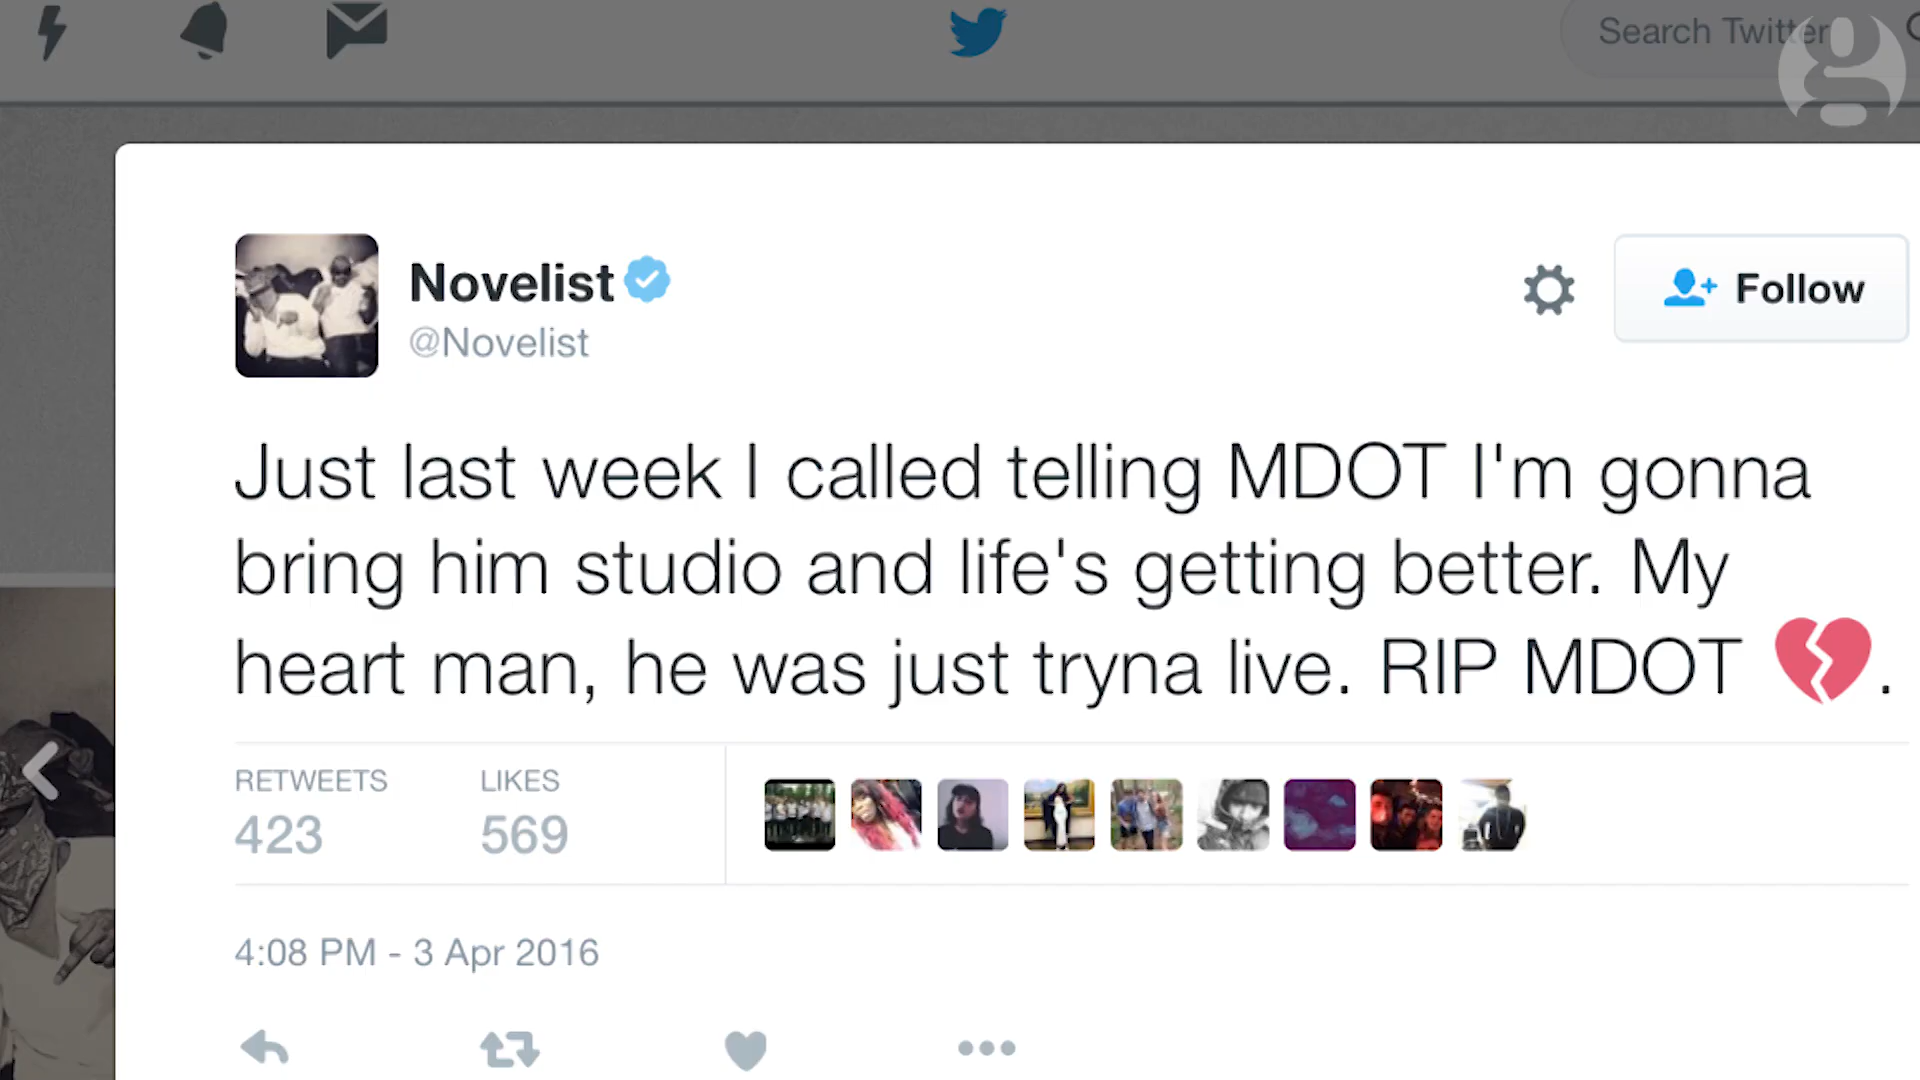 Search Twitter
Novelist
@Novelist
Follow
Just last week I called telling MDOT I'm gonna
bring him studio and life's getting better. My
heart man, he was just tryna live. RIP MDOT 💔.
RETWEETS LIKES
423 569
4:08 PM - 3 Apr 2016